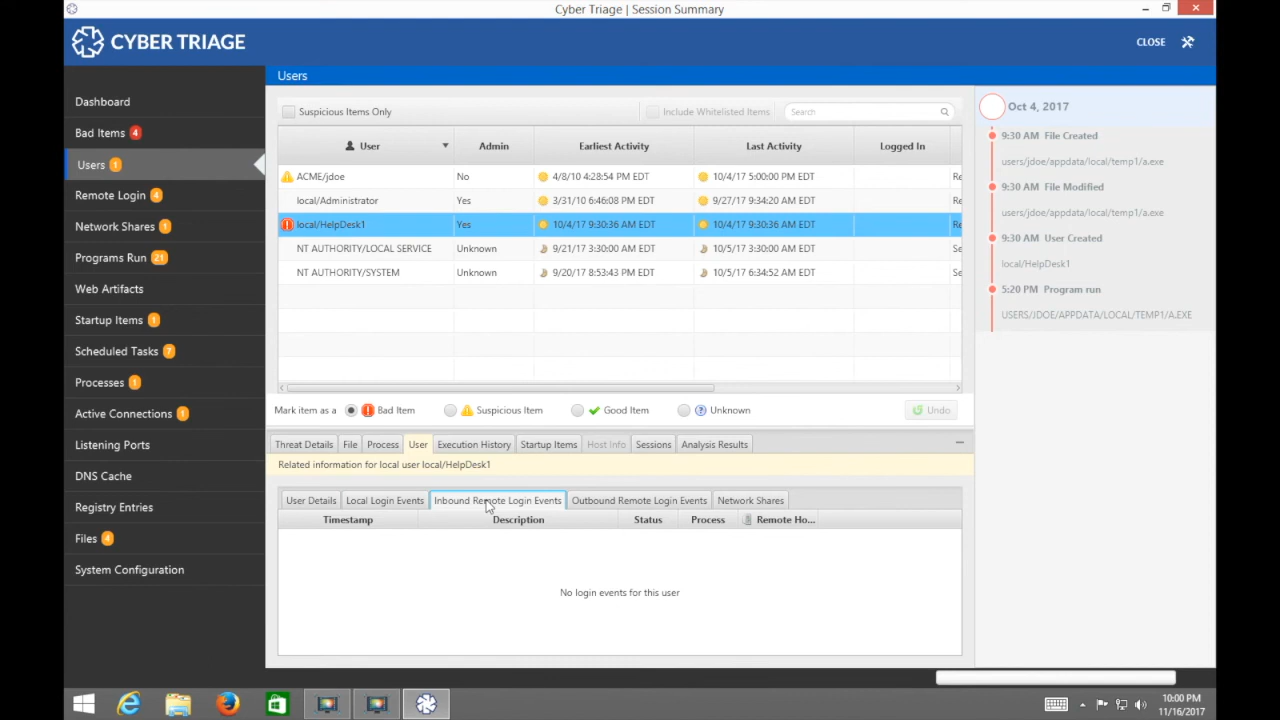 Cyber Triage | Session Summary
CYBER TRIAGE
CLOSE
Dashboard
Bad Items 4
Users 1
Remote Login 4
Network Shares 1
Programs Run 21
Web Artifacts
Startup Items 1
Scheduled Tasks 7
Processes 1
Active Connections 1
Listening Ports
DNS Cache
Registry Entries
Files 4
System Configuration
Users
Suspicious Items Only
Include Whitelisted Items
Search
User Admin Earliest Activity Last Activity Logged In
ACME/jdoe No 4/8/10 4:28:54 PM EDT 10/4/17 5:00:00 PM EDT Re
local/Administrator Yes 3/31/10 6:46:08 PM EDT 9/27/17 9:34:20 AM EDT Re
local/HelpDesk1 Yes 10/4/17 9:30:36 AM EDT 10/4/17 9:30:36 AM EDT Re
NT AUTHORITY/LOCAL SERVICE Unknown 9/21/17 3:30:00 AM EDT 10/5/17 3:30:00 AM EDT Se
NT AUTHORITY/SYSTEM Unknown 9/20/17 8:53:43 PM EDT 10/5/17 6:34:52 AM EDT Se
Mark item as a Bad Item Suspicious Item Good Item Unknown Undo
Threat Details File Process User Execution History Startup Items Host Info Sessions Analysis Results
Related information for local user local/HelpDesk1
User Details Local Login Events Inbound Remote Login Events Outbound Remote Login Events Network Shares
Timestamp Description Status Process Remote Ho...
No login events for this user
Oct 4, 2017
9:30 AM File Created
users/jdoe/appdata/local/temp1/a.exe
9:30 AM File Modified
users/jdoe/appdata/local/temp1/a.exe
9:30 AM User Created
local/HelpDesk1
5:20 PM Program run
USERS/JDOE/APPDATA/LOCAL/TEMP1/A.EXE
10:00 PM
11/16/2017